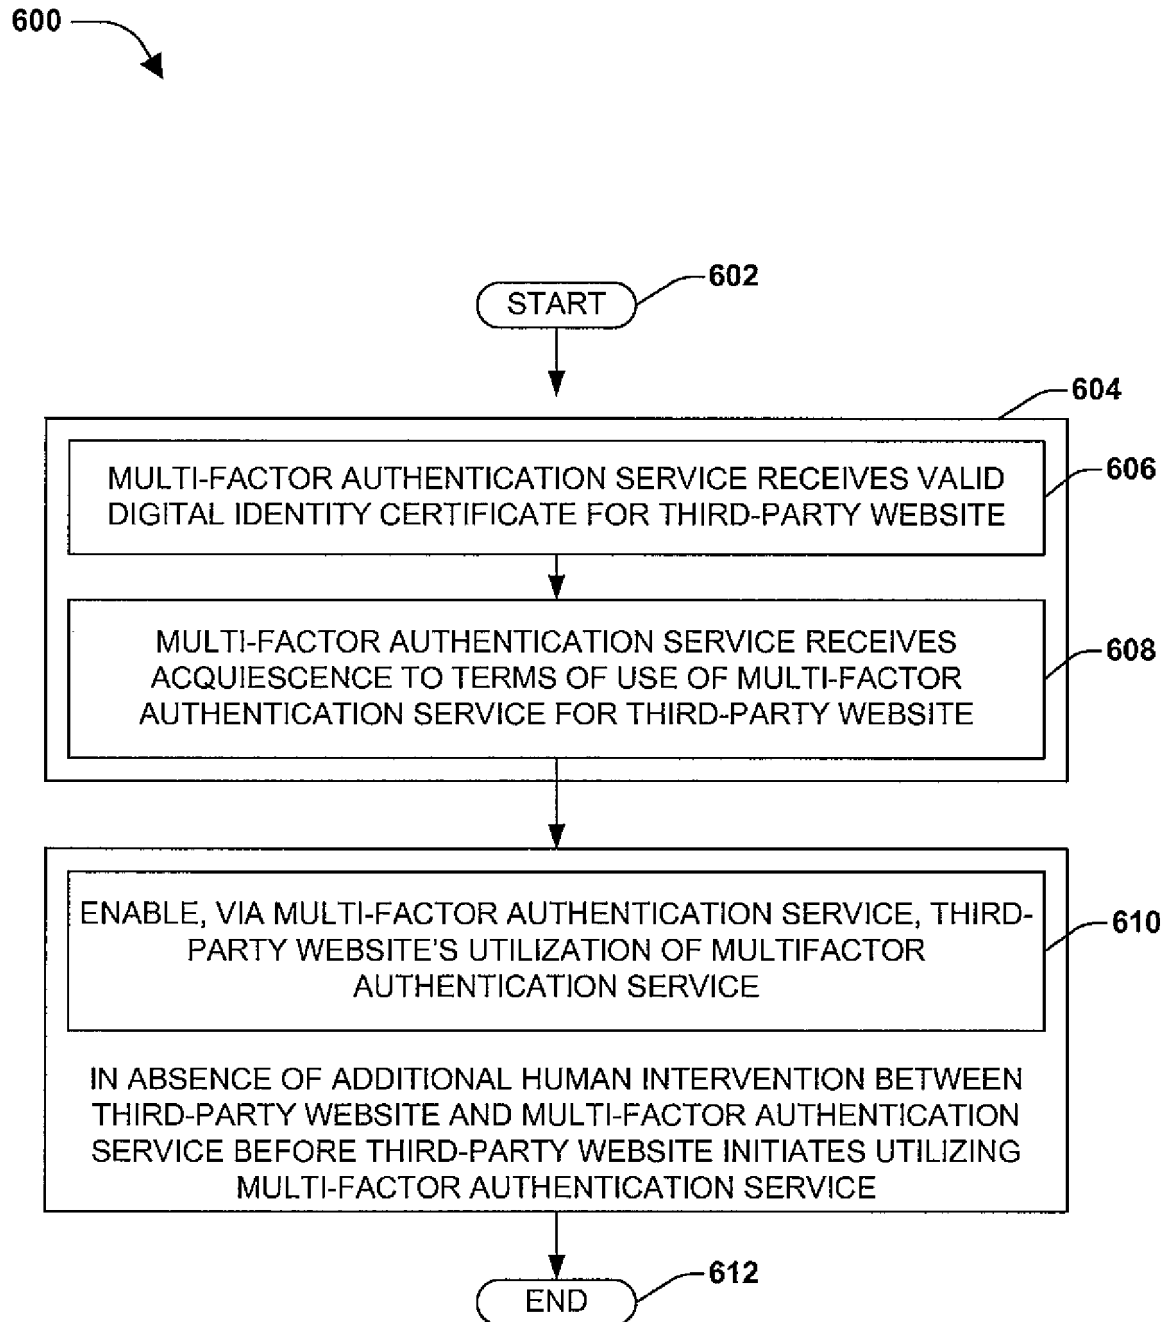 600
START
602
604
MULTI-FACTOR AUTHENTICATION SERVICE RECEIVES VALID
DIGITAL IDENTITY CERTIFICATE FOR THIRD-PARTY WEBSITE
606
MULTI-FACTOR AUTHENTICATION SERVICE RECEIVES
ACQUIESCENCE TO TERMS OF USE OF MULTI-FACTOR
AUTHENTICATION SERVICE FOR THIRD-PARTY WEBSITE
608
ENABLE, VIA MULTI-FACTOR AUTHENTICATION SERVICE, THIRD-
PARTY WEBSITE'S UTILIZATION OF MULTIFACTOR
AUTHENTICATION SERVICE
610
IN ABSENCE OF ADDITIONAL HUMAN INTERVENTION BETWEEN
THIRD-PARTY WEBSITE AND MULTI-FACTOR AUTHENTICATION
SERVICE BEFORE THIRD-PARTY WEBSITE INITIATES UTILIZING
MULTI-FACTOR AUTHENTICATION SERVICE
END
612